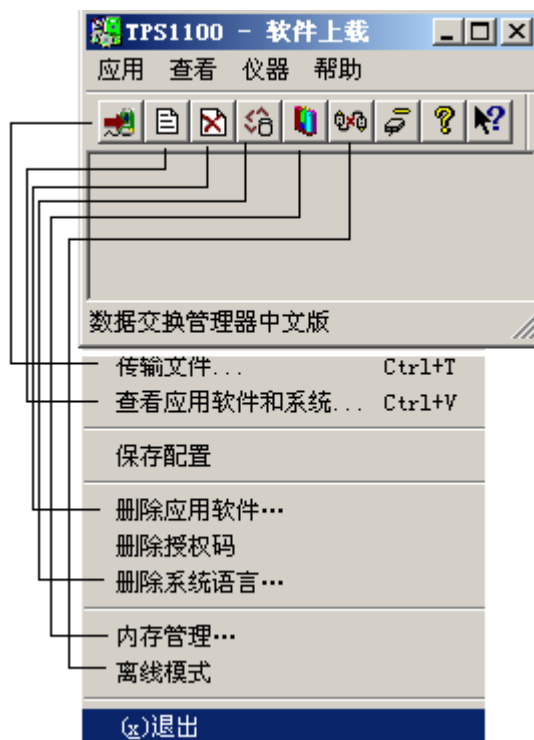 TPS1100 - 软件上载
应用 查看 仪器 帮助
数据交换管理器中文版
传输文件... Ctrl+T
查看应用软件和系统... Ctrl+V
保存配置
删除应用软件…
删除授权码
删除系统语言…
内存管理…
离线模式
(x)退出